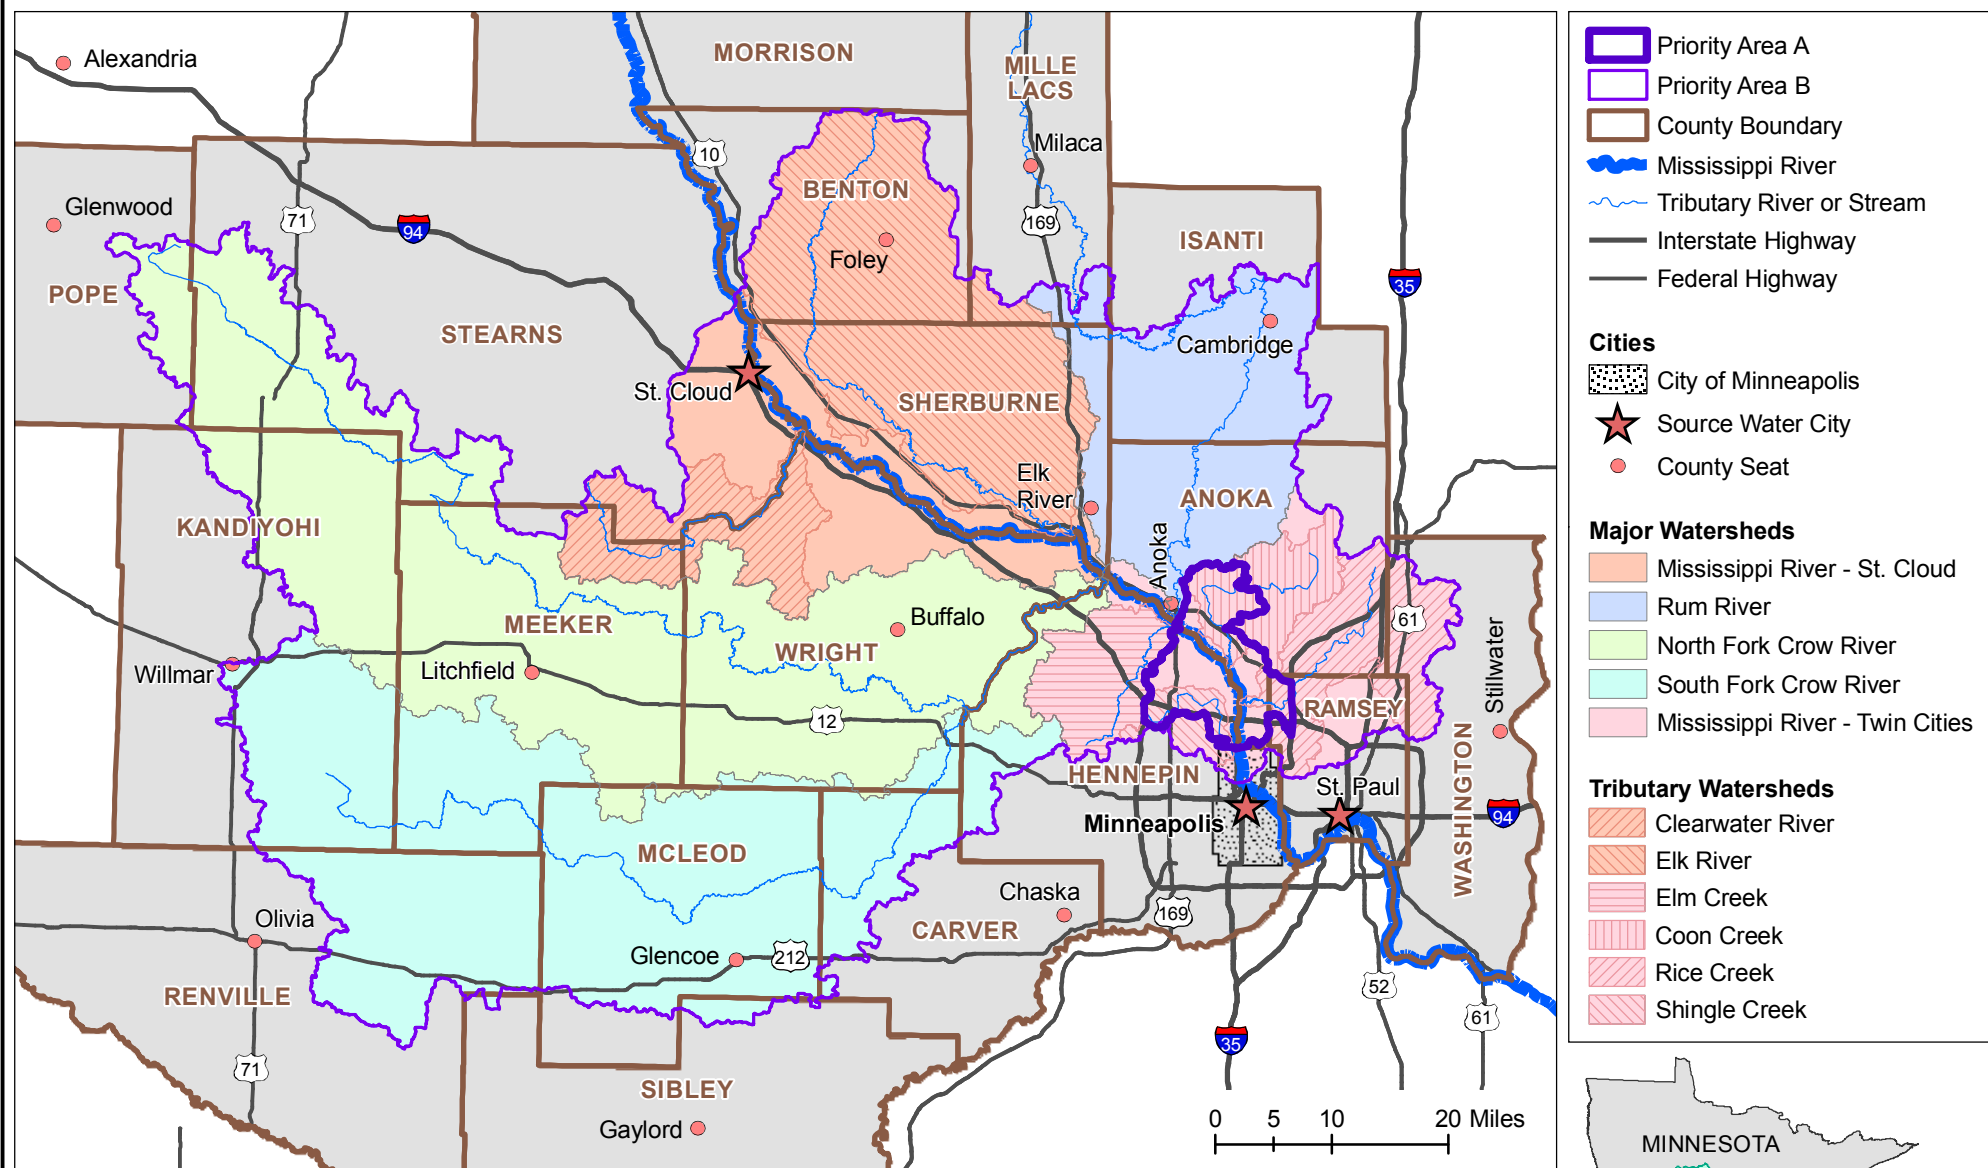 Alexandria
MORRISON
MILLE
LACS
10
Milaca
Glenwood
71
94
BENTON
169
ISANTI
Foley
35
POPE
STEARNS
Cambridge
St. Cloud
SHERBURNE
Elk
River
ANOKA
KANDIYOHI
Anoka
MEEKER
Buffalo
61
WRIGHT
Willmar
Litchfield
Stillwater
12
RAMSEY
HENNEPIN
St. Paul
WASHINGTON
94
Minneapolis
MCLEOD
Chaska
Olivia
169
CARVER
Glencoe
212
RENVILLE
52
61
35
71
SIBLEY
Gaylord
0 5 10 20 Miles
Priority Area A
Priority Area B
County Boundary
Mississippi River
Tributary River or Stream
Interstate Highway
Federal Highway
Cities
City of Minneapolis
Source Water City
County Seat
Major Watersheds
Mississippi River - St. Cloud
Rum River
North Fork Crow River
South Fork Crow River
Mississippi River - Twin Cities
Tributary Watersheds
Clearwater River
Elk River
Elm Creek
Coon Creek
Rice Creek
Shingle Creek
MINNESOTA